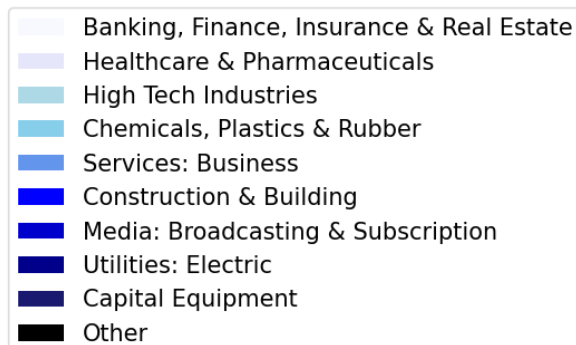 Banking, Finance, Insurance & Real Estate
Healthcare & Pharmaceuticals
High Tech Industries
Chemicals, Plastics & Rubber
Services: Business
Construction & Building
Media: Broadcasting & Subscription
Utilities: Electric
Capital Equipment
Other